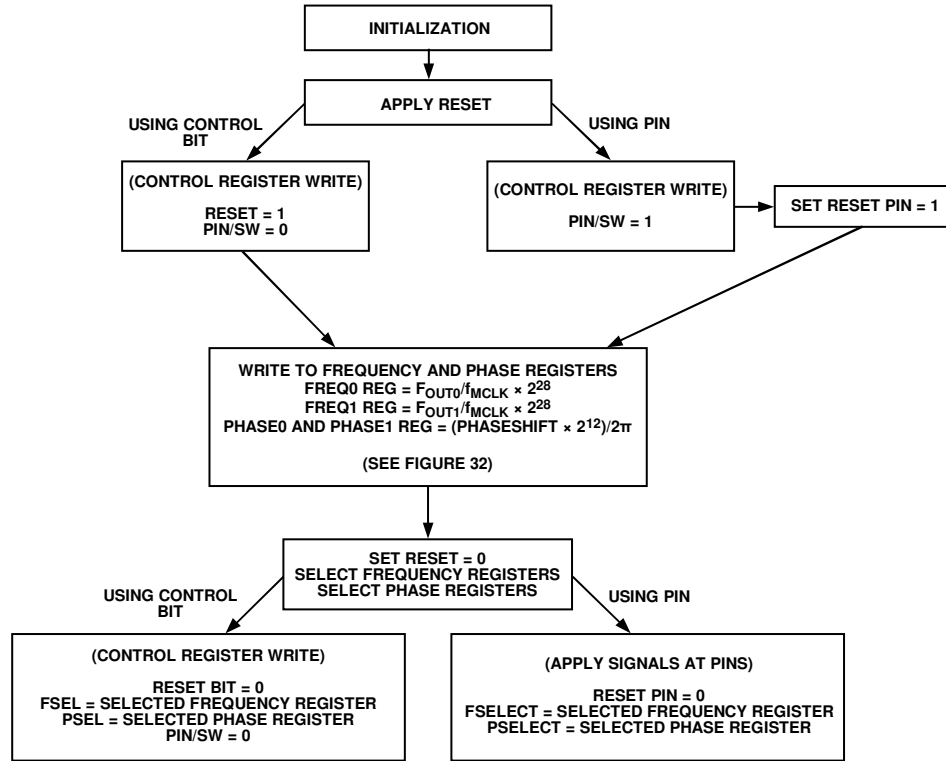 INITIALIZATION
APPLY RESET
USING CONTROL
BIT
USING PIN
(CONTROL REGISTER WRITE)
RESET = 1
PIN/SW = 0
(CONTROL REGISTER WRITE)
PIN/SW = 1
SET RESET PIN = 1
WRITE TO FREQUENCY AND PHASE REGISTERS
FREQ0 REG = F_OUT0/f_MCLK × 2^28
FREQ1 REG = F_OUT1/f_MCLK × 2^28
PHASE0 AND PHASE1 REG = (PHASESHIFT × 2^12)/2π
(SEE FIGURE 32)
SET RESET = 0
SELECT FREQUENCY REGISTERS
SELECT PHASE REGISTERS
USING CONTROL
BIT
USING PIN
(CONTROL REGISTER WRITE)
RESET BIT = 0
FSEL = SELECTED FREQUENCY REGISTER
PSEL = SELECTED PHASE REGISTER
PIN/SW = 0
(APPLY SIGNALS AT PINS)
RESET PIN = 0
FSELECT = SELECTED FREQUENCY REGISTER
PSELECT = SELECTED PHASE REGISTER